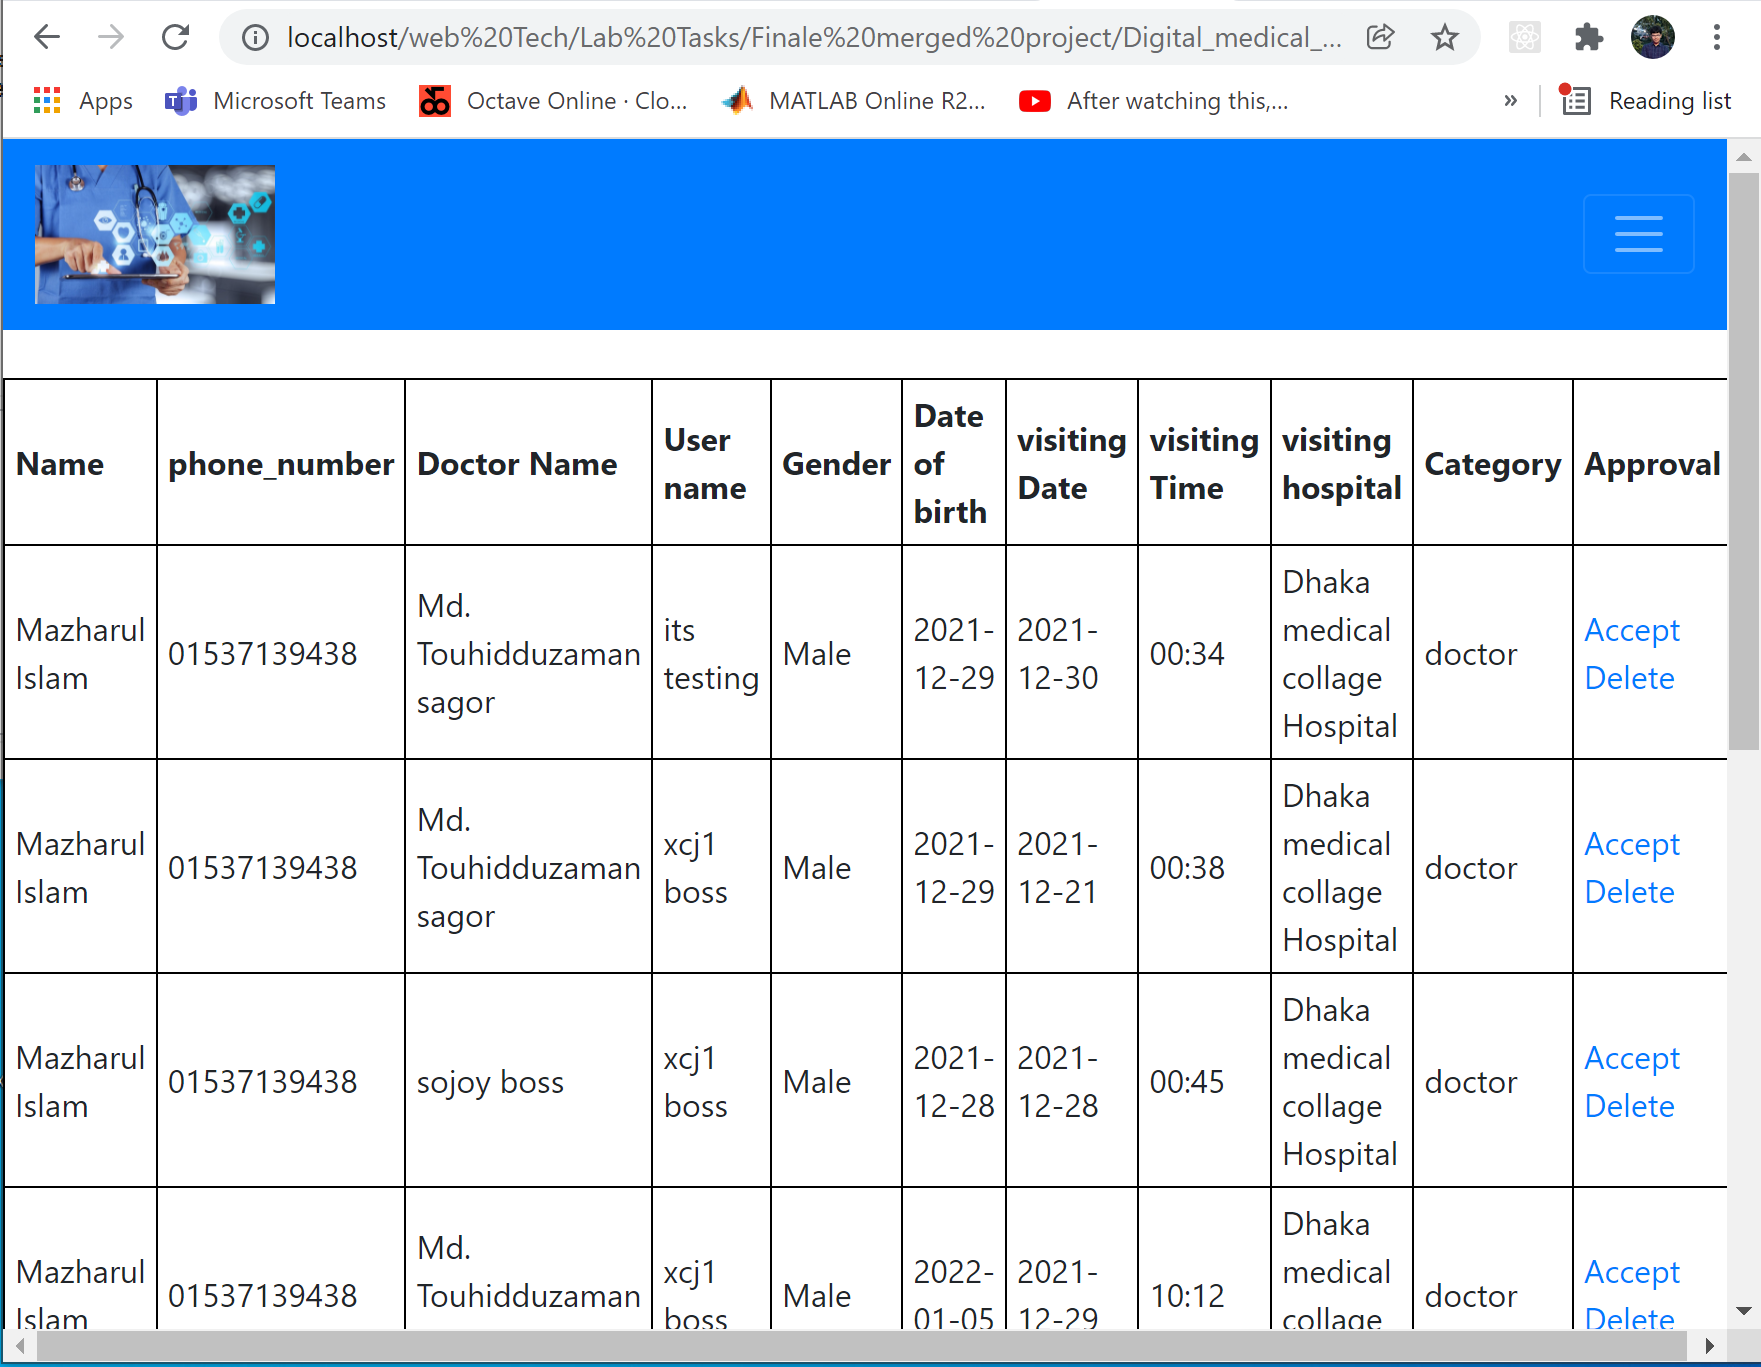 localhost/web%20Tech/Lab%20Tasks/Finale%20merged%20project/Digital_medical_...
Apps Microsoft Teams Octave Online · Clo... MATLAB Online R2... After watching this,... » Reading list
Name phone_number Doctor Name User name Gender Date of birth visiting Date visiting Time visiting hospital Category Approval
Mazharul Islam 01537139438 Md. Touhidduzaman sagor its testing Male 2021-12-29 2021-12-30 00:34 Dhaka medical collage Hospital doctor Accept Delete
Mazharul Islam 01537139438 Md. Touhidduzaman sagor xcj1 boss Male 2021-12-29 2021-12-21 00:38 Dhaka medical collage Hospital doctor Accept Delete
Mazharul Islam 01537139438 sojoy boss xcj1 boss Male 2021-12-28 2021-12-28 00:45 Dhaka medical collage Hospital doctor Accept Delete
Mazharul Islam 01537139438 Md. Touhidduzaman xcj1 boss Male 2022-01-05 2021-12-29 10:12 Dhaka medical collage doctor Accept Delete